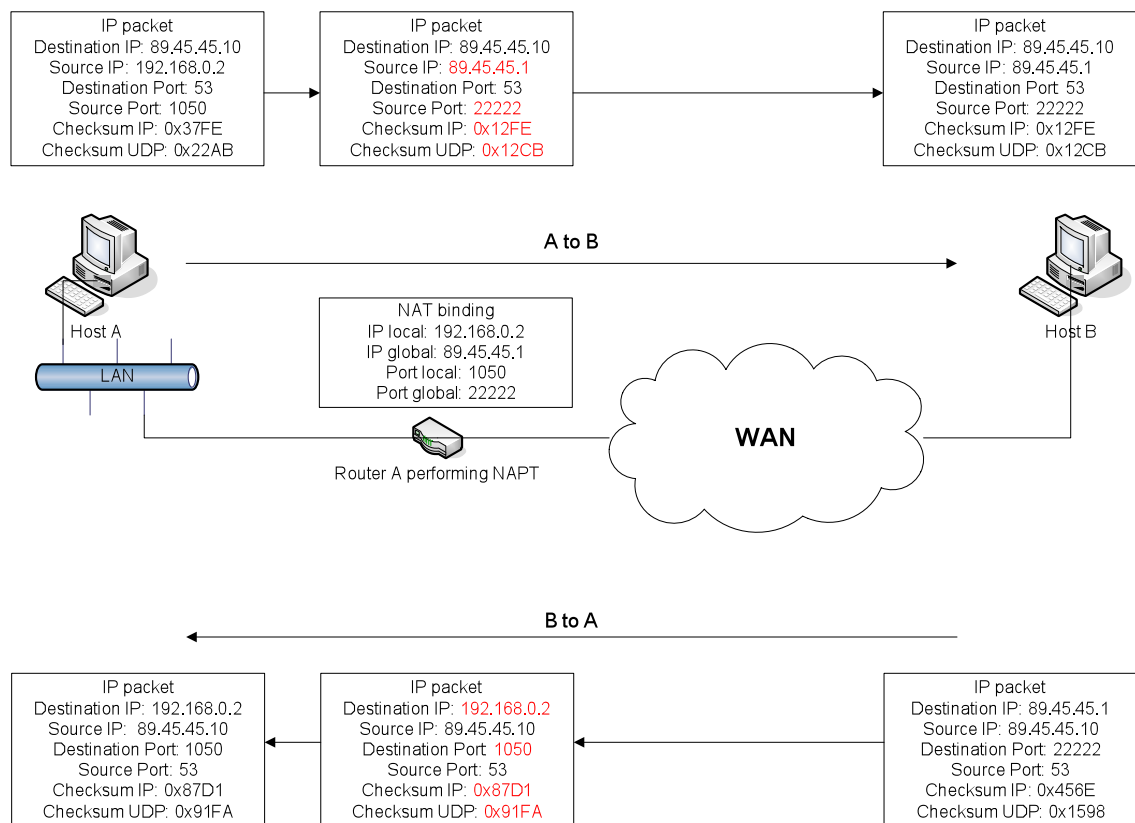 IP packet
Destination IP: 89.45.45.10
Source IP: 192.168.0.2
Destination Port: 53
Source Port: 1050
Checksum IP: 0x37FE
Checksum UDP: 0x22AB
IP packet
Destination IP: 89.45.45.10
Source IP: 89.45.45.1
Destination Port: 53
Source Port: 22222
Checksum IP: 0x12FE
Checksum UDP: 0x12CB
IP packet
Destination IP: 89.45.45.10
Source IP: 89.45.45.1
Destination Port: 53
Source Port: 22222
Checksum IP: 0x12FE
Checksum UDP: 0x12CB
A to B
Host A
Host B
NAT binding
IP local: 192.168.0.2
IP global: 89.45.45.1
Port local: 1050
Port global: 22222
LAN
WAN
Router A performing NAPT
B to A
IP packet
Destination IP: 192.168.0.2
Source IP: 89.45.45.10
Destination Port: 1050
Source Port: 53
Checksum IP: 0x87D1
Checksum UDP: 0x91FA
IP packet
Destination IP: 192.168.0.2
Source IP: 89.45.45.10
Destination Port: 1050
Source Port: 53
Checksum IP: 0x87D1
Checksum UDP: 0x91FA
IP packet
Destination IP: 89.45.45.1
Source IP: 89.45.45.10
Destination Port: 22222
Source Port: 53
Checksum IP: 0x456E
Checksum UDP: 0x1598